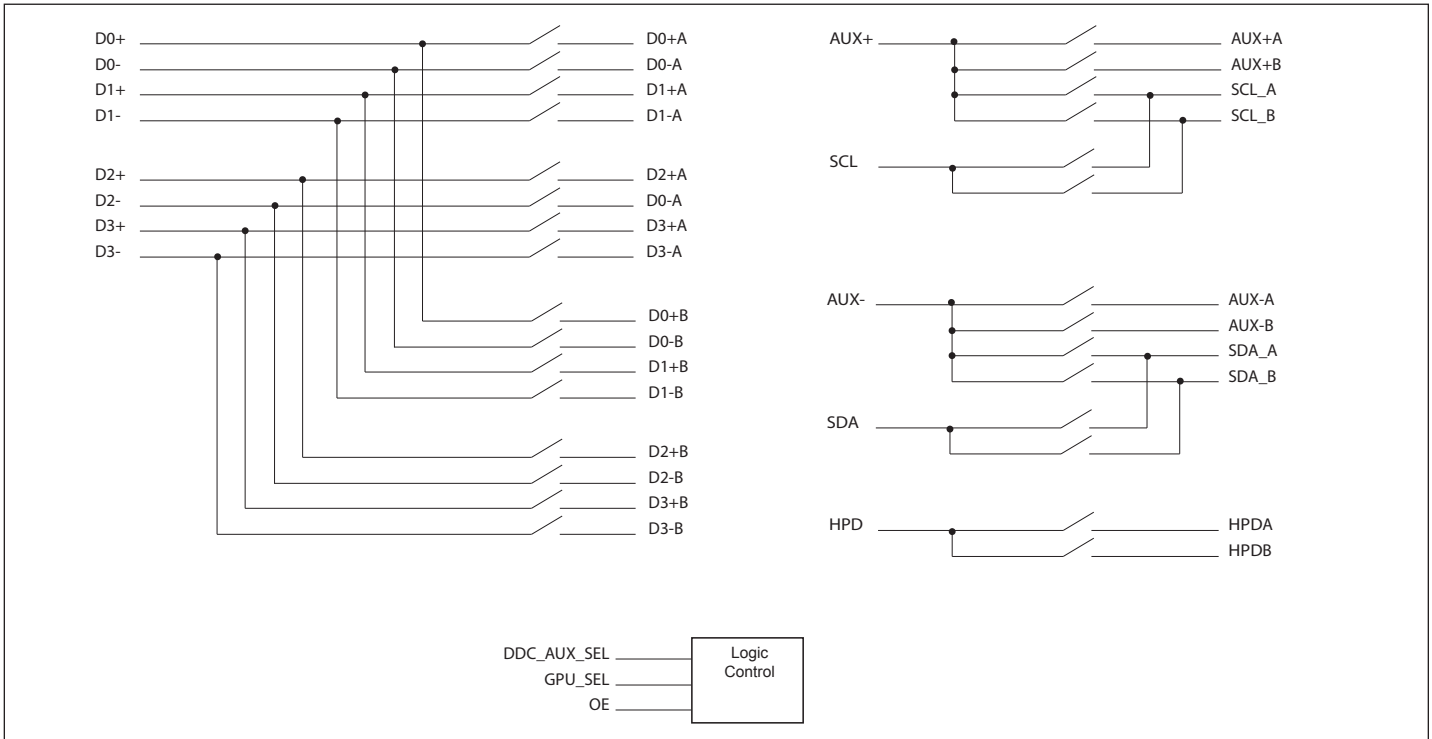 D0+
D0-
D1+
D1-
D2+
D2-
D3+
D3-
D0+A
D0-A
D1+A
D1-A
D2+A
D0-A
D3+A
D3-A
D0+B
D0-B
D1+B
D1-B
D2+B
D2-B
D3+B
D3-B
AUX+
SCL
AUX+A
AUX+B
SCL_A
SCL_B
AUX-
SDA
AUX-A
AUX-B
SDA_A
SDA_B
HPD
HPDA
HPDB
DDC_AUX_SEL
GPU_SEL
OE
Logic
Control